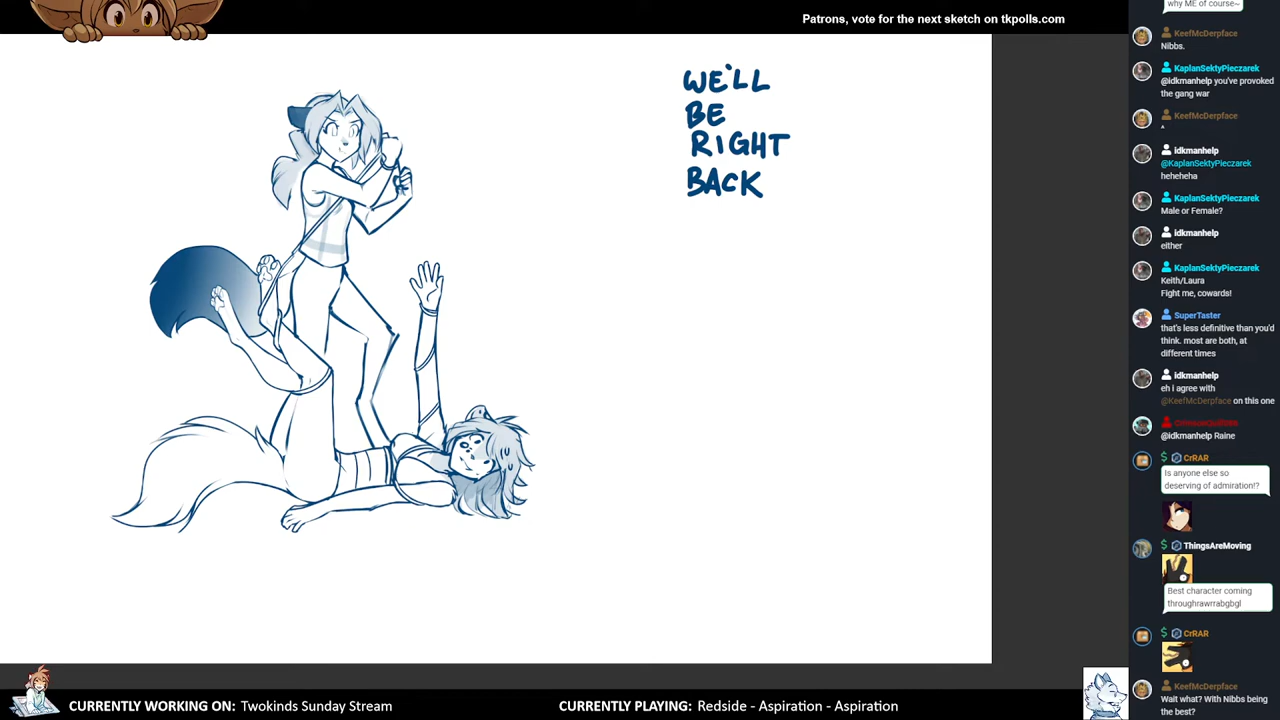 Patrons, vote for the next sketch on tkpolls.com
WE'LL
BE
RIGHT
BACK
why ME of course~
KeefMcDerpface
Nibbs.
KaplanSektyPieczarek
@idkmanhelp you've provoked
the gang war
KeefMcDerpface
^
idkmanhelp
@KaplanSektyPieczarek
heheheha
KaplanSektyPieczarek
Male or Female?
idkmanhelp
either
KaplanSektyPieczarek
Keith/Laura
Fight me, cowards!
SuperTaster
that's less definitive than you'd
think. most are both, at
different times
idkmanhelp
eh i agree with
@KeefMcDerpface on this one
@idkmanhelp Raine
$ CrRAR
Is anyone else so
deserving of admiration!?
$ ThingsAreMoving
Best character coming
throughrawrrabgbgl
$ CrRAR
KeefMcDerpface
Wait what? With Nibbs being
the best?
CURRENTLY WORKING ON: Twokinds Sunday Stream
CURRENTLY PLAYING: Redside - Aspiration - Aspiration